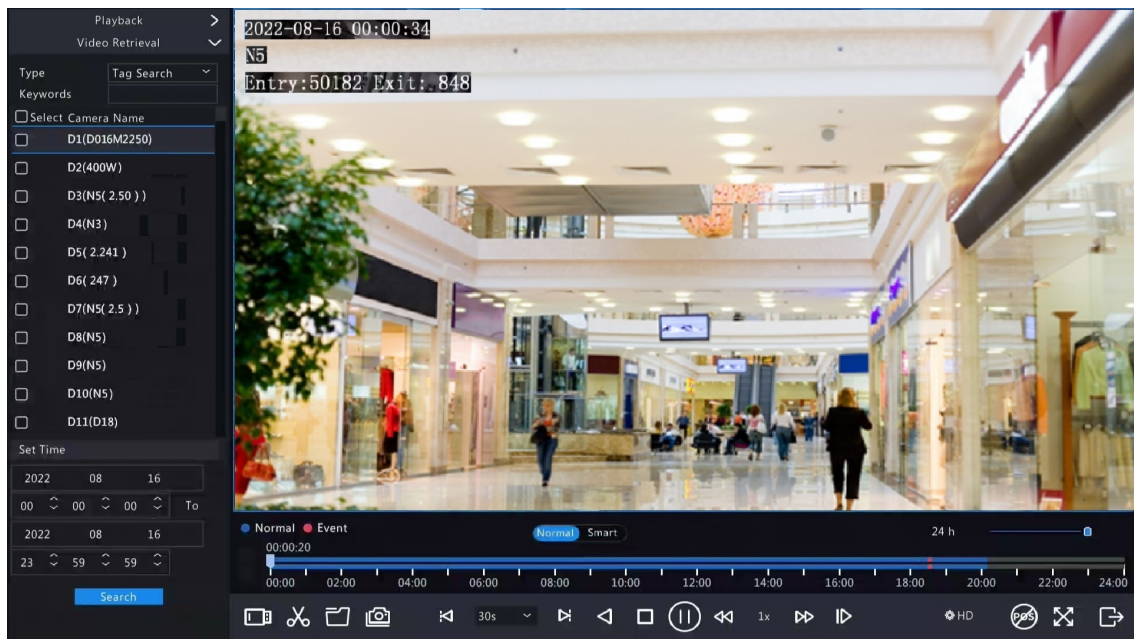 Playback
Video Retrieval
Type Tag Search
Keywords
Select Camera Name
D1(D016M2250)
D2(400W)
D3(N5( 2.50 ) )
D4(N3 )
D5( 2.241 )
D6( 247 )
D7(N5( 2.5 ) )
D8(N5)
D9(N5)
D10(N5)
D11(D18)
Set Time
2022 08 16
00 00 00 To
2022 08 16
23 59 59
Search
2022-08-16 00:00:34
N5
Entry:50182 Exit: 848
Normal Event Normal Smart 24 h
00:00:20
00:00 02:00 04:00 06:00 08:00 10:00 12:00 14:00 16:00 18:00 20:00 22:00 24:00
30s 1x HD POS